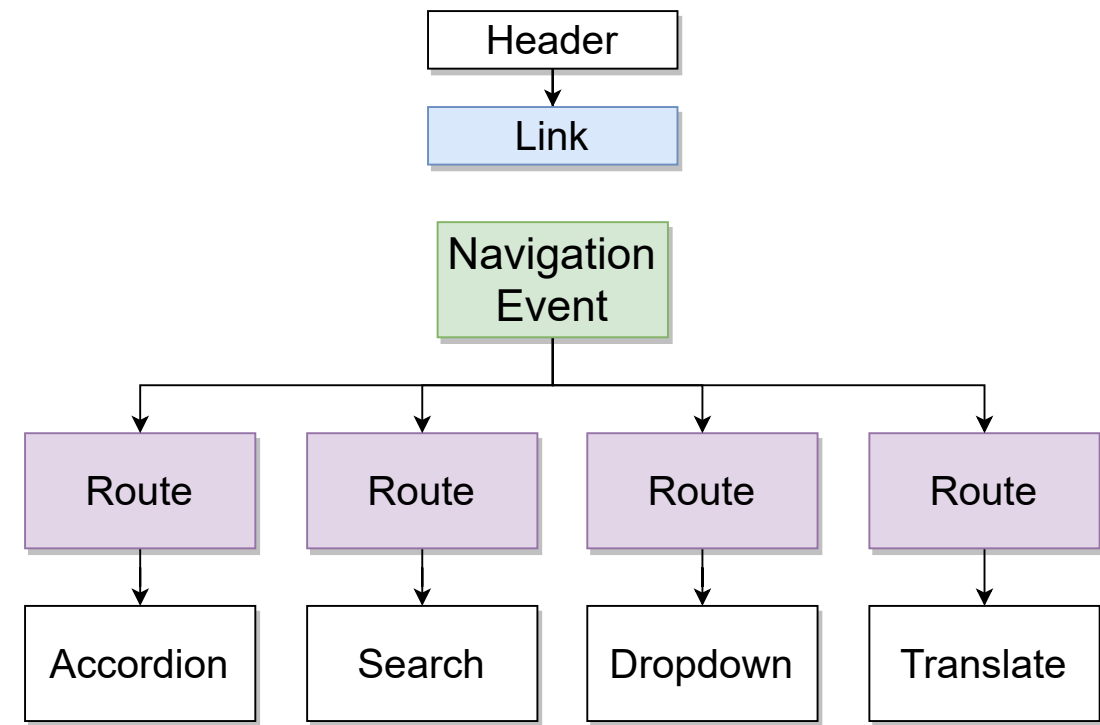 Header
Link
Navigation
Event
Route
Route
Route
Route
Accordion
Search
Dropdown
Translate